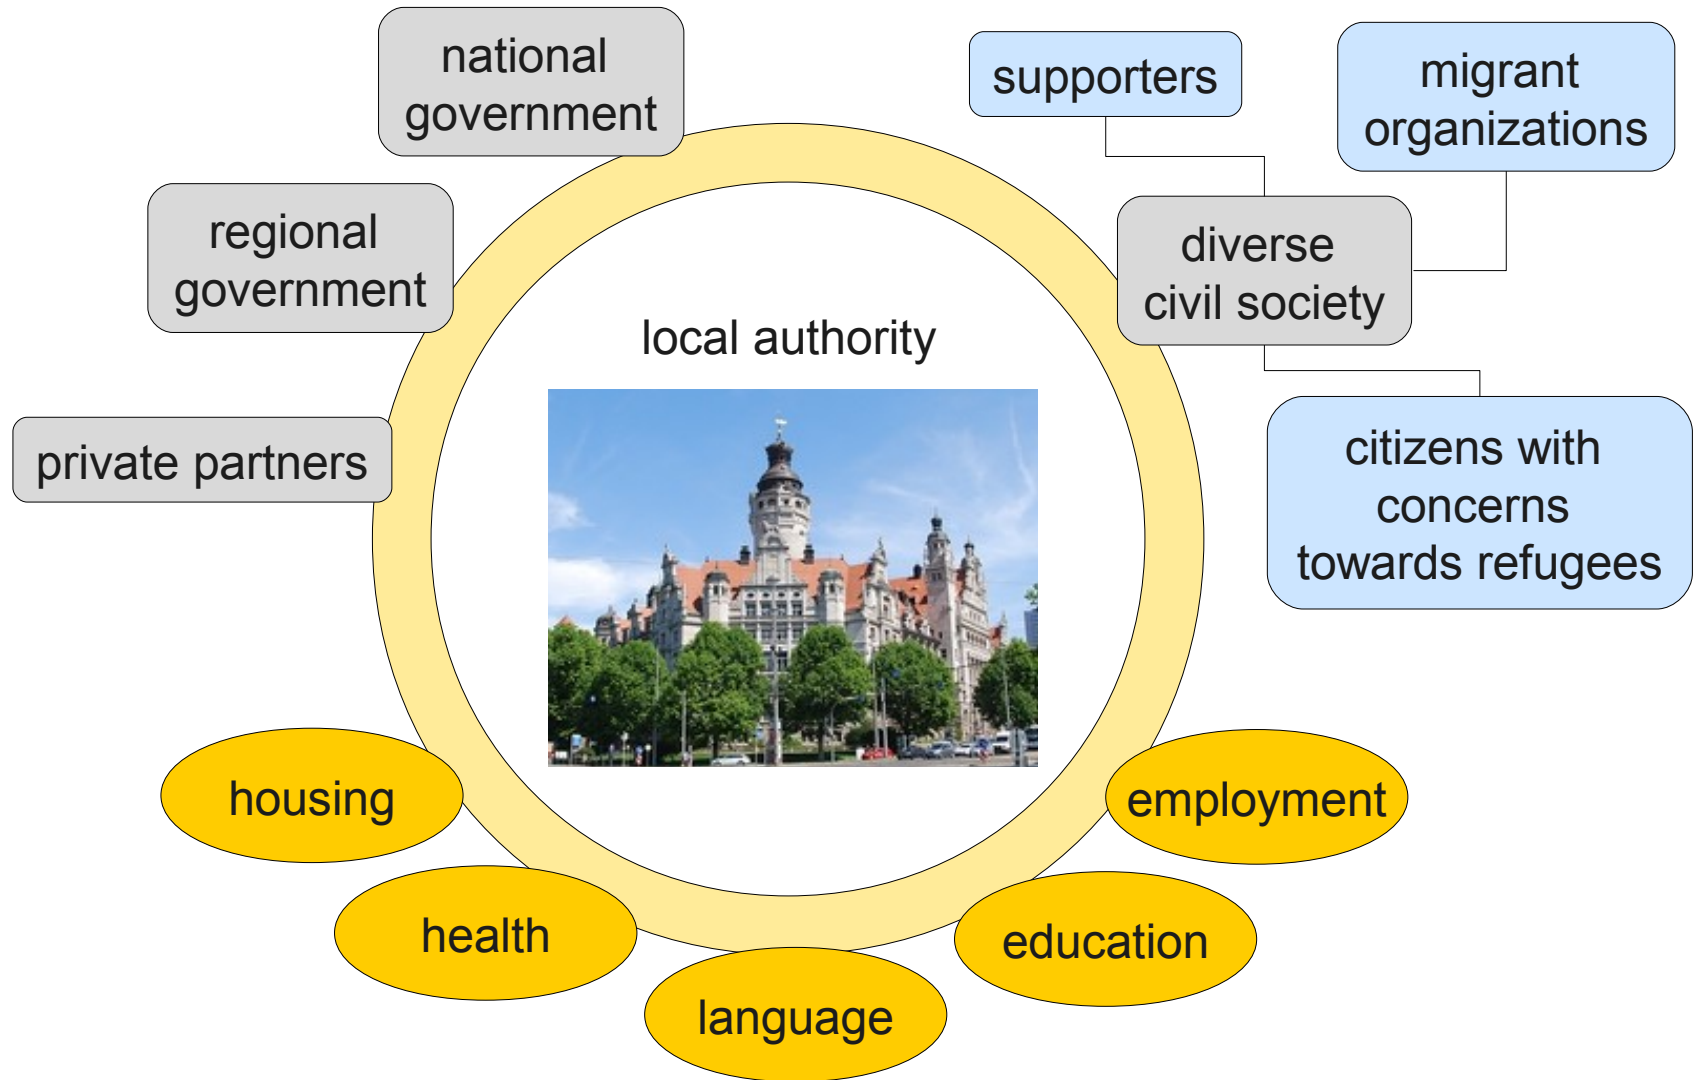 national
government
supporters
migrant
organizations
regional
government
diverse
civil society
local authority
private partners
citizens with
concerns
towards refugees
housing
employment
health
education
language